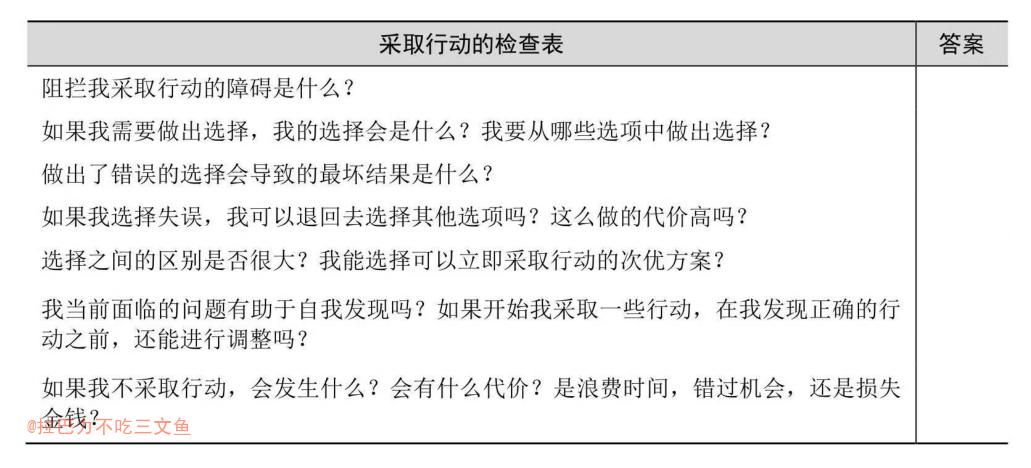 采取行动的检查表 答案
阻拦我采取行动的障碍是什么？
如果我需要做出选择，我的选择会是什么？我要从哪些选项中做出选择？
做出了错误的选择会导致的最坏结果是什么？
如果我选择失误，我可以退回去选择其他选项吗？这么做的代价高吗？
选择之间的区别是否很大？我能选择可以立即采取行动的次优方案？
我当前面临的问题有助于自我发现吗？如果开始我采取一些行动，在我发现正确的行
动之前，还能进行调整吗？
如果我不采取行动，会发生什么？会有什么代价？是浪费时间，错过机会，还是损失
金钱？
@拉巴力不吃三文鱼